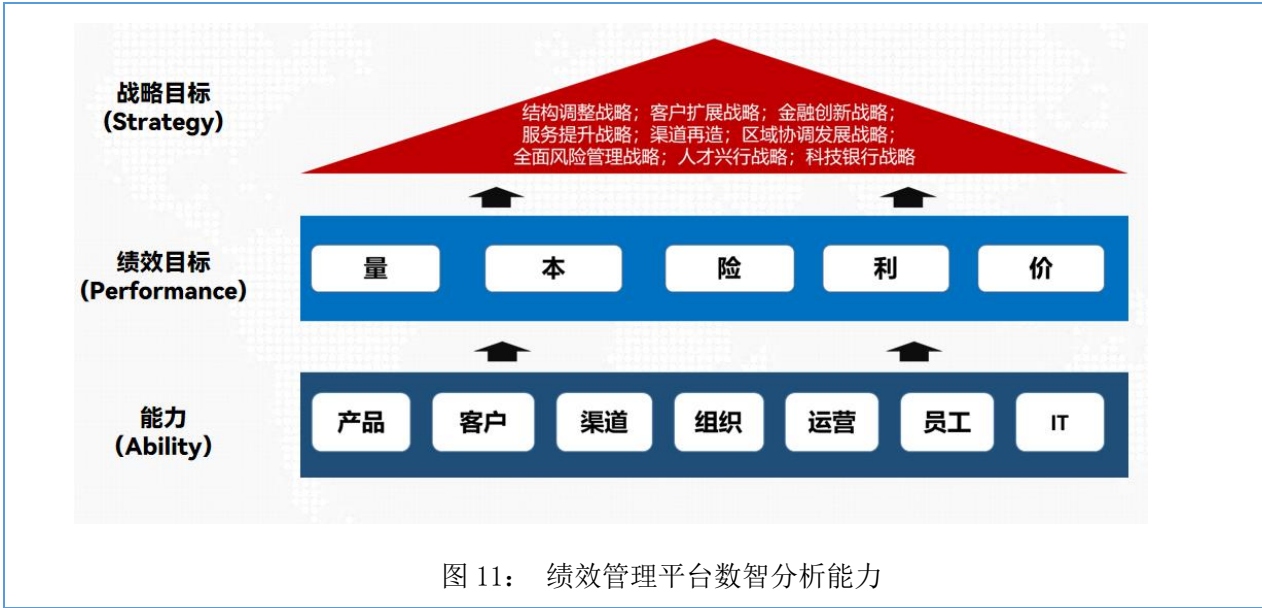 战略目标
(Strategy)
结构调整战略；客户扩展战略；金融创新战略；
服务提升战略；渠道再造；区域协调发展战略；
全面风险管理战略；人才兴行战略；科技银行战略
绩效目标
(Performance)
量 本 险 利 价
能力
(Ability)
产品 客户 渠道 组织 运营 员工 IT
图 11： 绩效管理平台数智分析能力